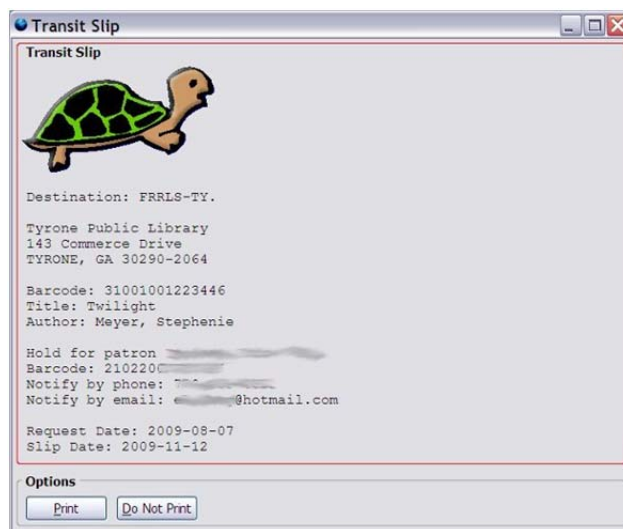 Transit Slip
Transit Slip
Destination: FRRLS-TY.
Tyrone Public Library
143 Commerce Drive
TYRONE, GA 30290-2064
Barcode: 31001001223446
Title: Twilight
Author: Meyer, Stephenie
Hold for patron
Barcode: 210220
Notify by phone:
Notify by email: e @hotmail.com
Request Date: 2009-08-07
Slip Date: 2009-11-12
Options
Print Do Not Print